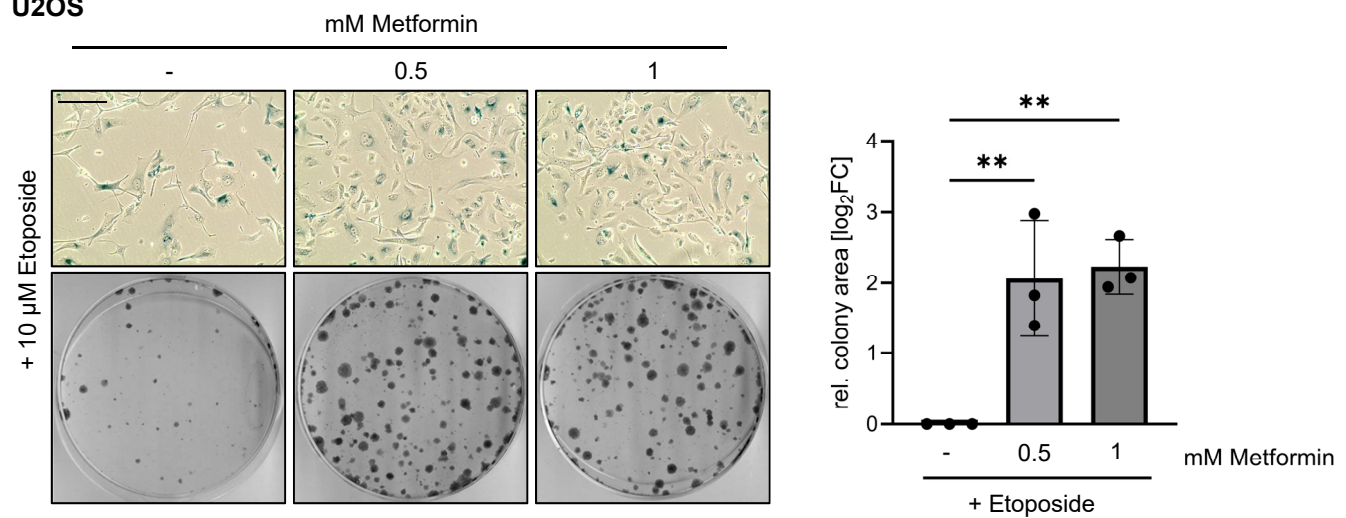 U2OS
mM Metformin
- 0.5 1
+ 10 µM Etoposide
** 
**
rel. colony area [log2FC]
4
3
2
1
0
- 0.5 1 mM Metformin
+ Etoposide